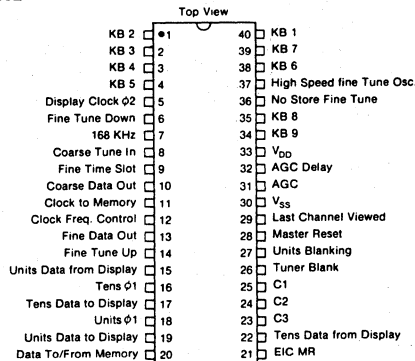 Top View
KB 2 1 40 KB 1
KB 3 2 39 KB 7
KB 4 3 38 KB 6
KB 5 4 37 High Speed fine Tune Osc.
Display Clock ϕ2 5 36 No Store Fine Tune
Fine Tune Down 6 35 KB 8
168 KHz 7 34 KB 9
Coarse Tune In 8 33 VDD
Fine Time Slot 9 32 AGC Delay
Coarse Data Out 10 31 AGC
Clock to Memory 11 30 VSS
Clock Freq. Control 12 29 Last Channel Viewed
Fine Data Out 13 28 Master Reset
Fine Tune Up 14 27 Units Blanking
Units Data from Display 15 26 Tuner Blank
Tens ϕ1 16 25 C1
Tens Data to Display 17 24 C2
Units ϕ1 18 23 C3
Units Data to Display 19 22 Tens Data from Display
Data To/From Memory 20 21 EIC MR